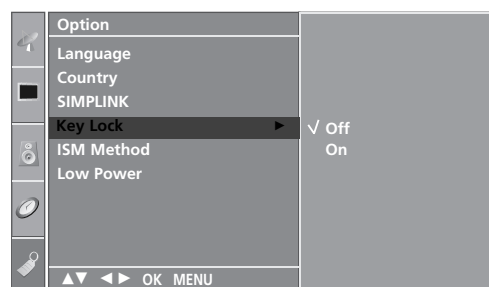 Option
Language
Country
SIMPLINK
Key Lock ►
√ Off
On
ISM Method
Low Power
▲▼ ◄► OK MENU